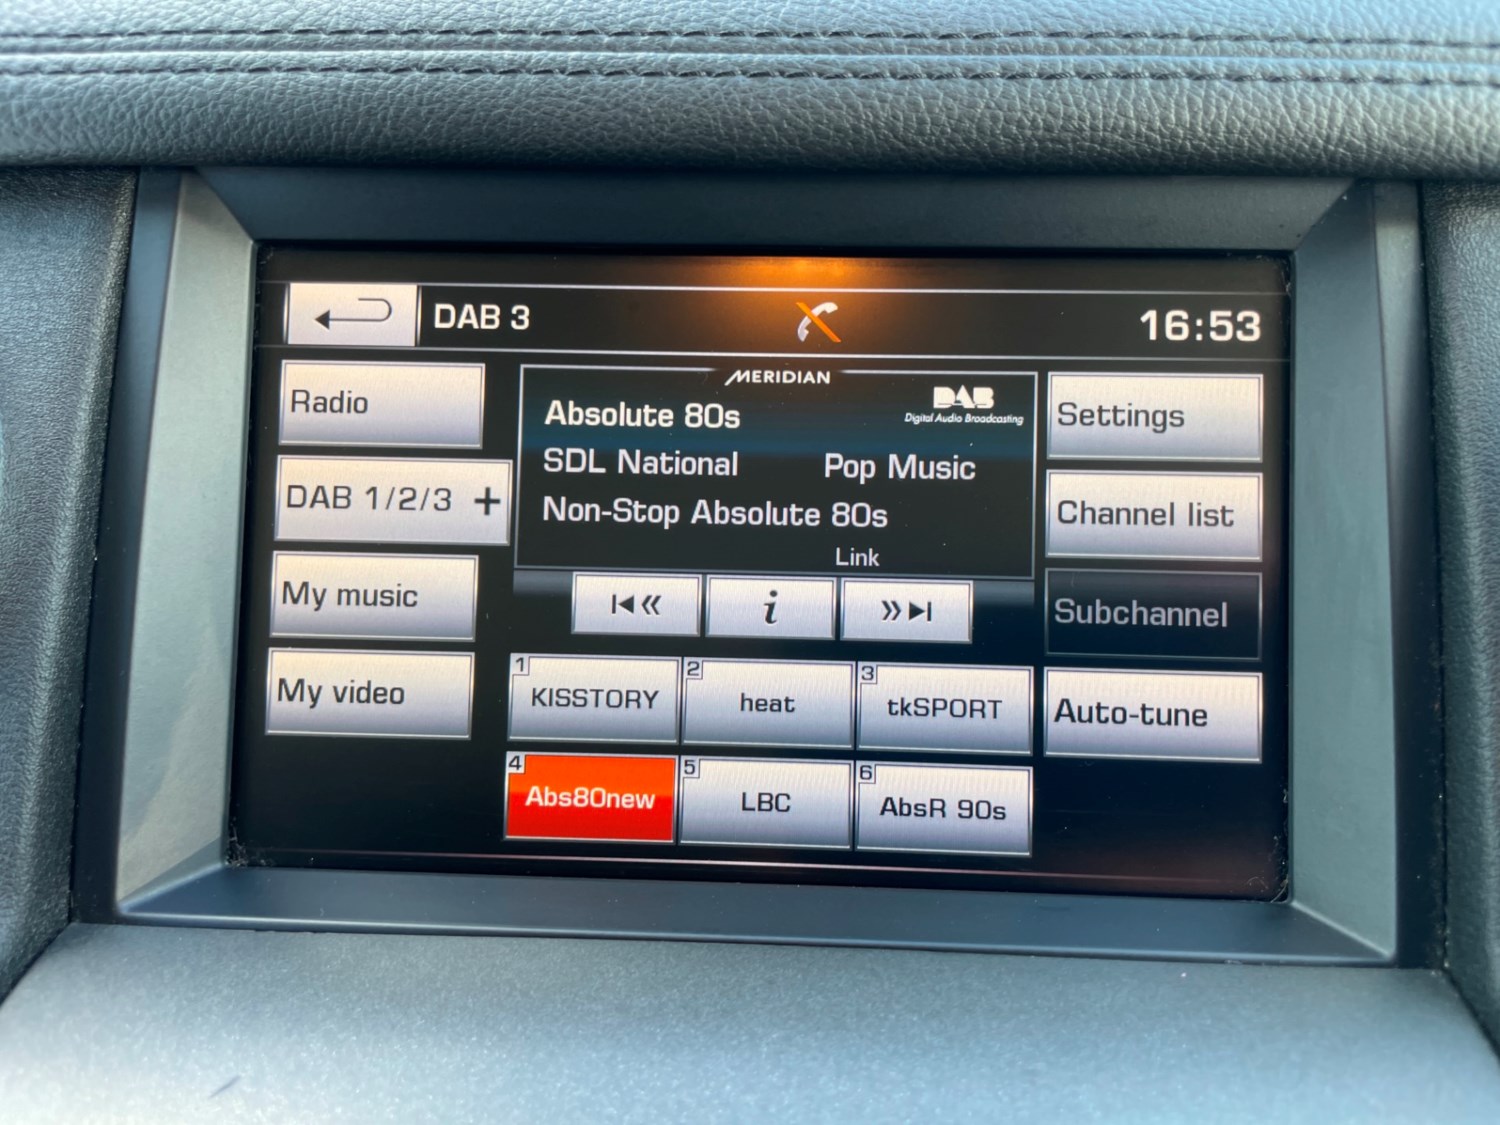 DAB 3
16:53
Radio
DAB 1/2/3 +
My music
My video
MERIDIAN
DAB
Digital Audio Broadcasting
Absolute 80s
SDL National Pop Music
Non-Stop Absolute 80s
Link
i
1 KISSTORY
2 heat
3 tkSPORT
4 Abs80new
5 LBC
6 AbsR 90s
Settings
Channel list
Subchannel
Auto-tune